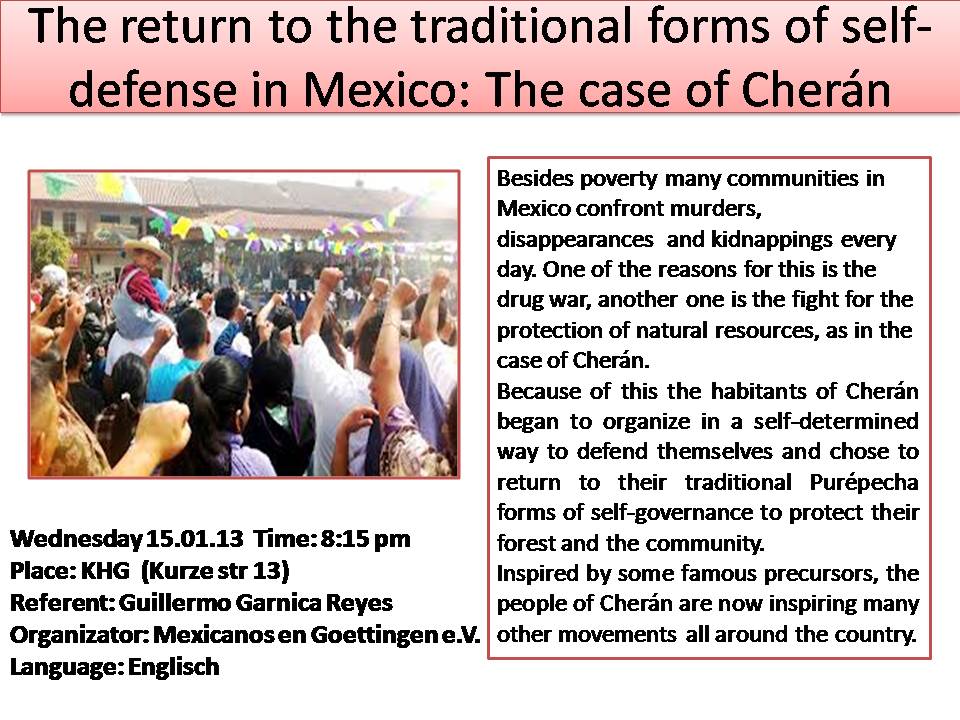 The return to the traditional forms of self-
defense in Mexico: The case of Cherán
Besides poverty many communities in
Mexico confront murders,
disappearances and kidnappings every
day. One of the reasons for this is the
drug war, another one is the fight for the
protection of natural resources, as in the
case of Cherán.
Because of this the habitants of Cherán
began to organize in a self-determined
way to defend themselves and chose to
return to their traditional Purépecha
forms of self-governance to protect their
forest and the community.
Inspired by some famous precursors, the
people of Cherán are now inspiring many
other movements all around the country.
Wednesday 15.01.13 Time: 8:15 pm
Place: KHG (Kurze str 13)
Referent: Guillermo Garnica Reyes
Organizator: Mexicanos en Goettingen e.V.
Language: Englisch